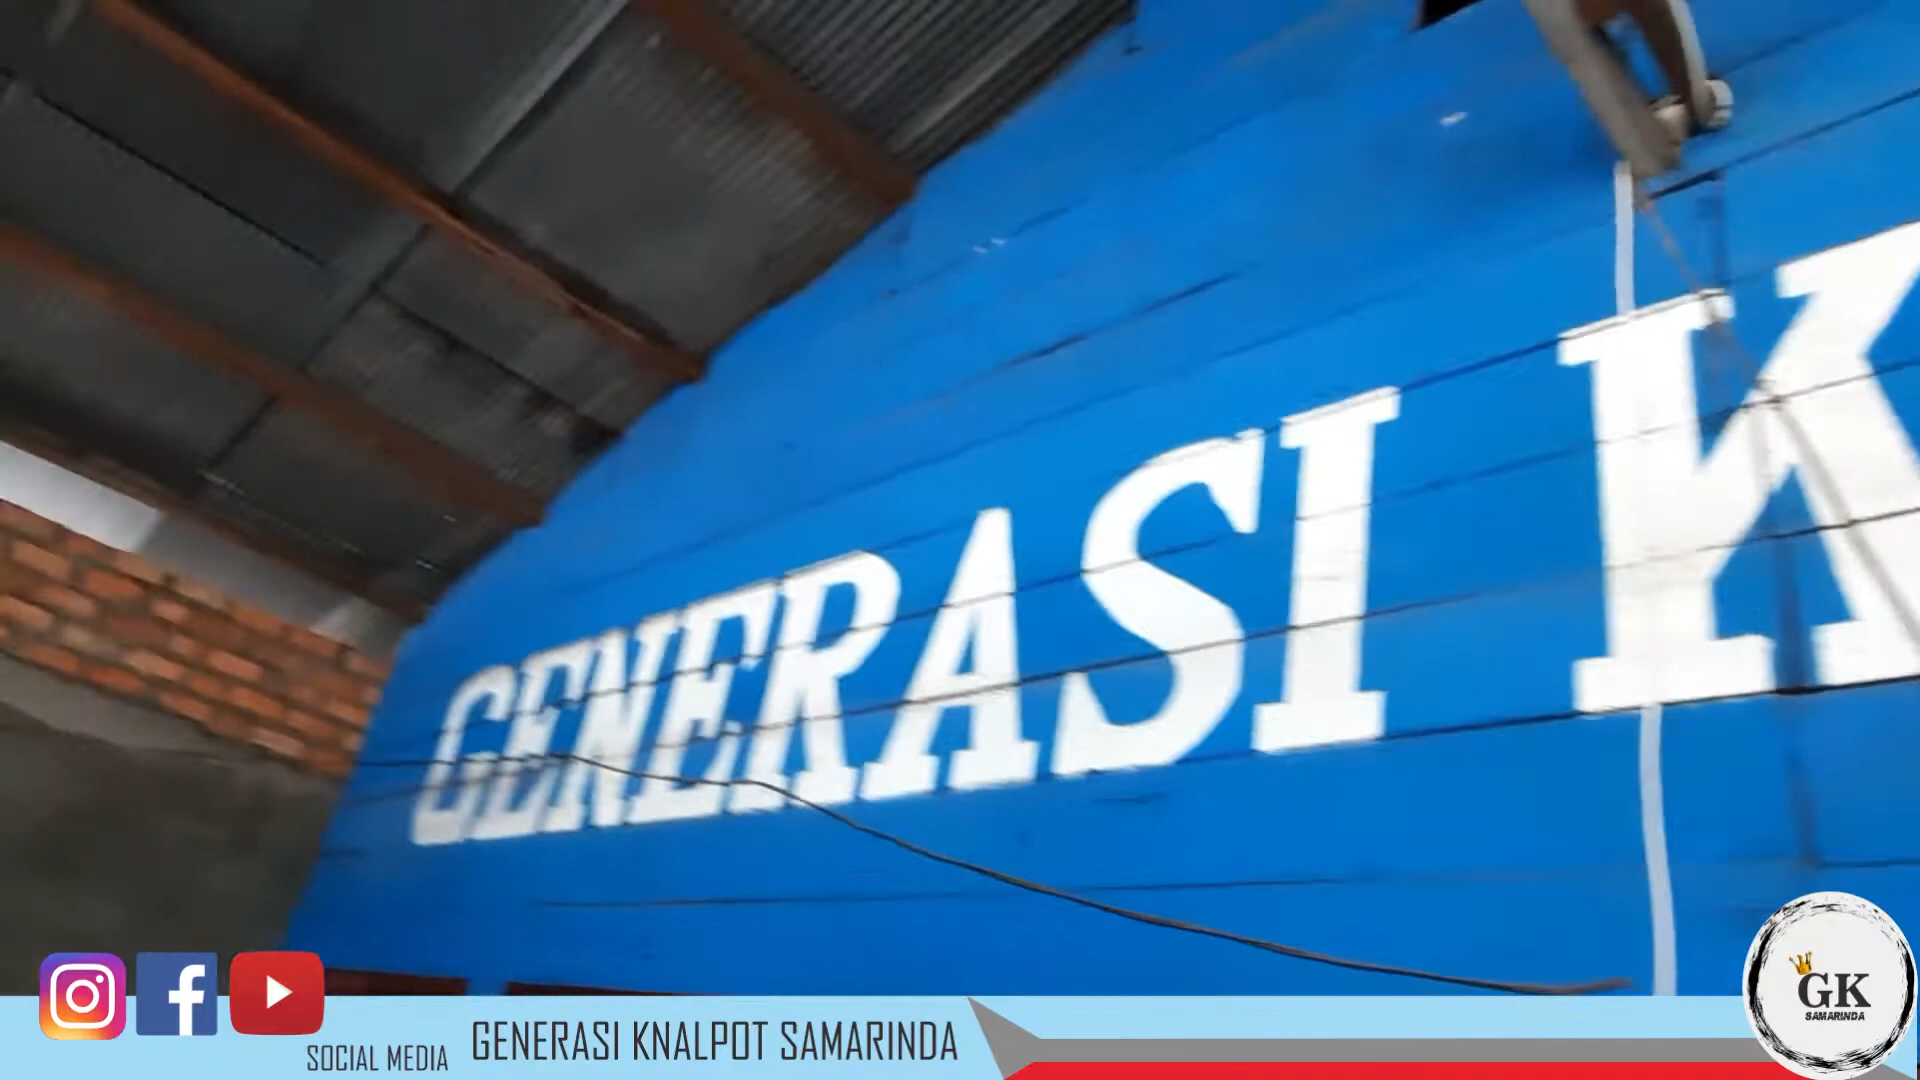 GENERASI K
SOCIAL MEDIA
GENERASI KNALPOT SAMARINDA
GK
SAMARINDA